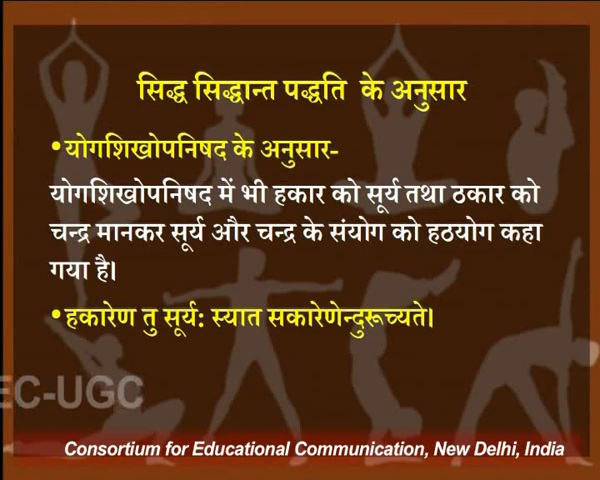 सिद्ध सिद्धान्त पद्धति के अनुसार
•योगशिखोपनिषद के अनुसार-
योगशिखोपनिषद में भी हकार को सूर्य तथा ठकार को
चन्द्र मानकर सूर्य और चन्द्र के संयोग को हठयोग कहा
गया है।
•हकारेण तु सूर्य: स्यात सकारेणेन्दुरूच्यते।
EC-UGC
Consortium for Educational Communication, New Delhi, India